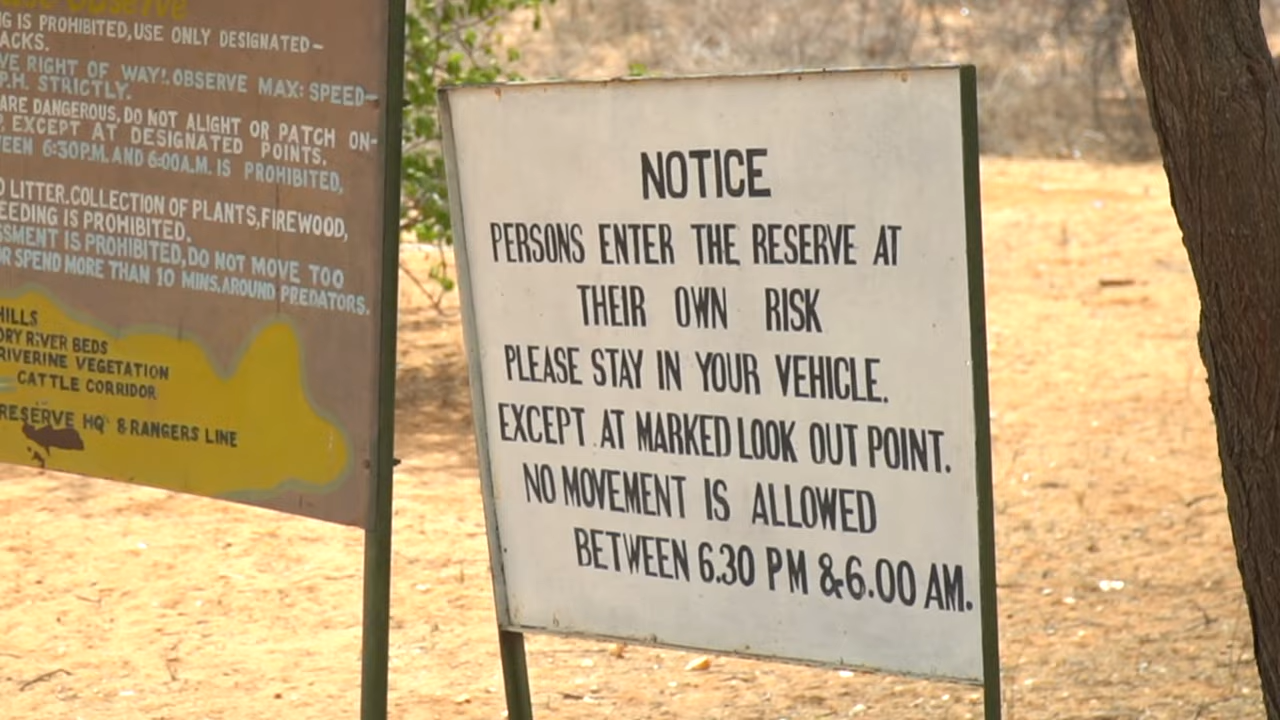 NG IS PROHIBITED, USE ONLY DESIGNATED-
ACKS.
VE RIGHT OF WAY!. OBSERVE MAX: SPEED-
P.H. STRICTLY.
ARE DANGEROUS, DO NOT ALIGHT OR PATCH ON-
EXCEPT AT DESIGNATED POINTS.
EEN 6:30P.M. AND 6:00A.M. IS PROHIBITED,
LITTER. COLLECTION OF PLANTS, FIREWOOD,
EEDING IS PROHIBITED.
SSMENT IS PROHIBITED, DO NOT MOVE TOO
OR SPEND MORE THAN 10 MINS. AROUND PREDATORS.
HILLS
DRY RIVER BEDS
RIVERINE VEGETATION
CATTLE CORRIDOR
RESERVE HQ & RANGERS LINE
NOTICE
PERSONS ENTER THE RESERVE AT
THEIR OWN RISK
PLEASE STAY IN YOUR VEHICLE.
EXCEPT AT MARKED LOOK OUT POINT.
NO MOVEMENT IS ALLOWED
BETWEEN 6.30 PM & 6.00 AM.